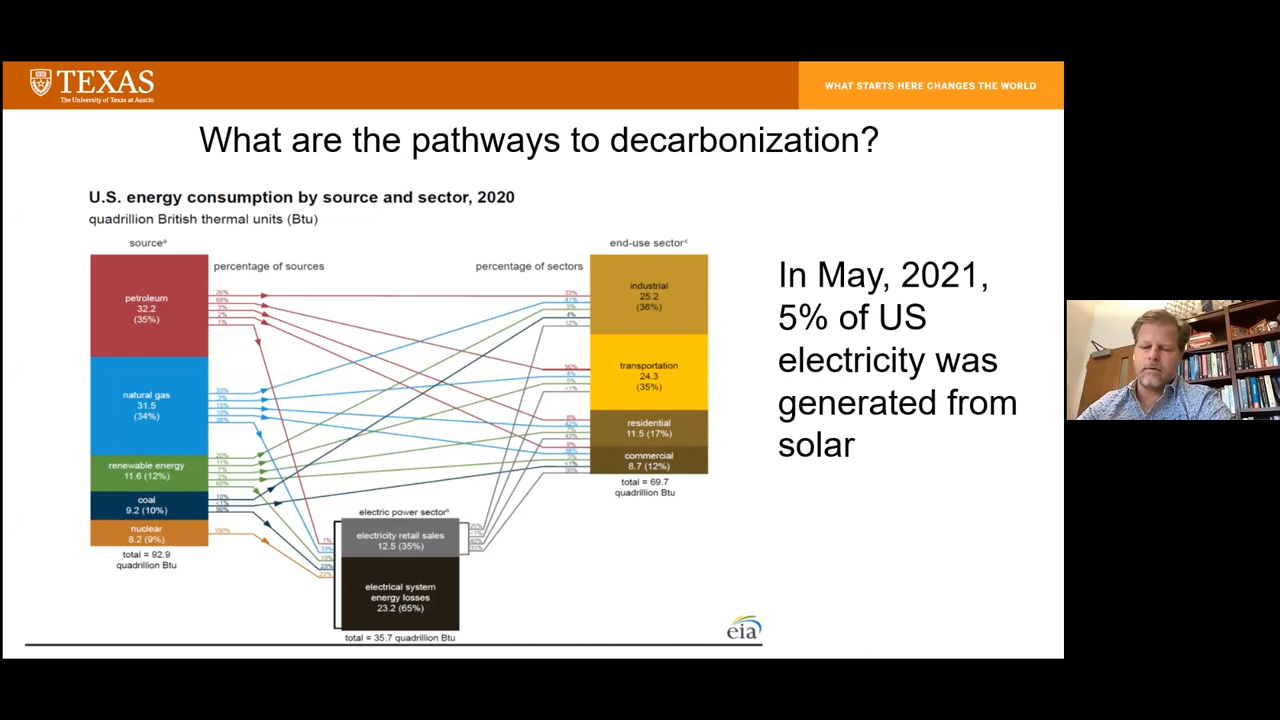 TEXAS
The University of Texas at Austin
WHAT STARTS HERE CHANGES THE WORLD
What are the pathways to decarbonization?
U.S. energy consumption by source and sector, 2020
quadrillion British thermal units (Btu)
sourceᵃ
end-use sectorᶜ
percentage of sources
percentage of sectors
petroleum
32.2
(35%)
natural gas
31.5
(34%)
renewable energy
11.6 (12%)
coal
9.2 (10%)
nuclear
8.2 (9%)
total = 92.9
quadrillion Btu
100%
electric power sectorᵇ
electricity retail sales
12.5 (35%)
electrical system
energy losses
23.2 (65%)
total = 35.7 quadrillion Btu
industrial
25.2
(36%)
transportation
24.3
(35%)
residential
11.5 (17%)
commercial
8.7 (12%)
total = 69.7
quadrillion Btu
eia
In May, 2021,
5% of US
electricity was
generated from
solar